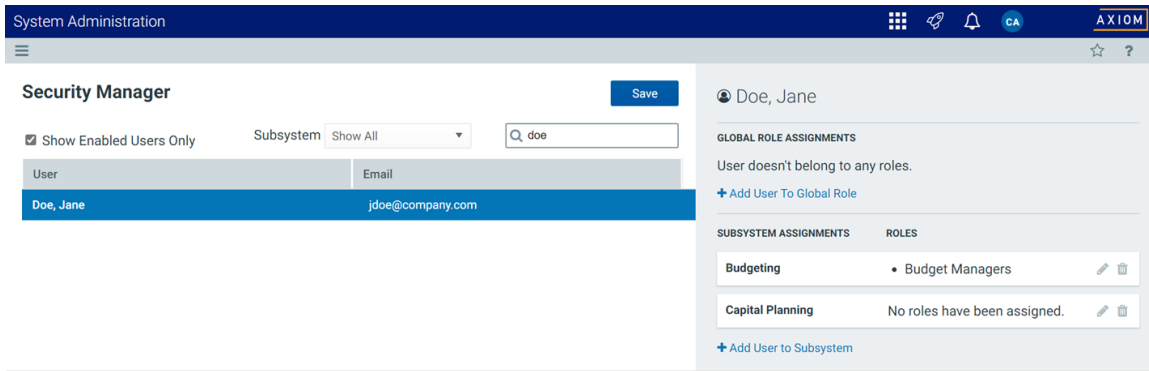 System Administration
CA
AXIOM
?
Security Manager
Save
Show Enabled Users Only
Subsystem
Show All
doe
User Email
Doe, Jane jdoe@company.com
Doe, Jane
GLOBAL ROLE ASSIGNMENTS
User doesn't belong to any roles.
+ Add User To Global Role
SUBSYSTEM ASSIGNMENTS ROLES
Budgeting • Budget Managers
Capital Planning No roles have been assigned.
+ Add User to Subsystem